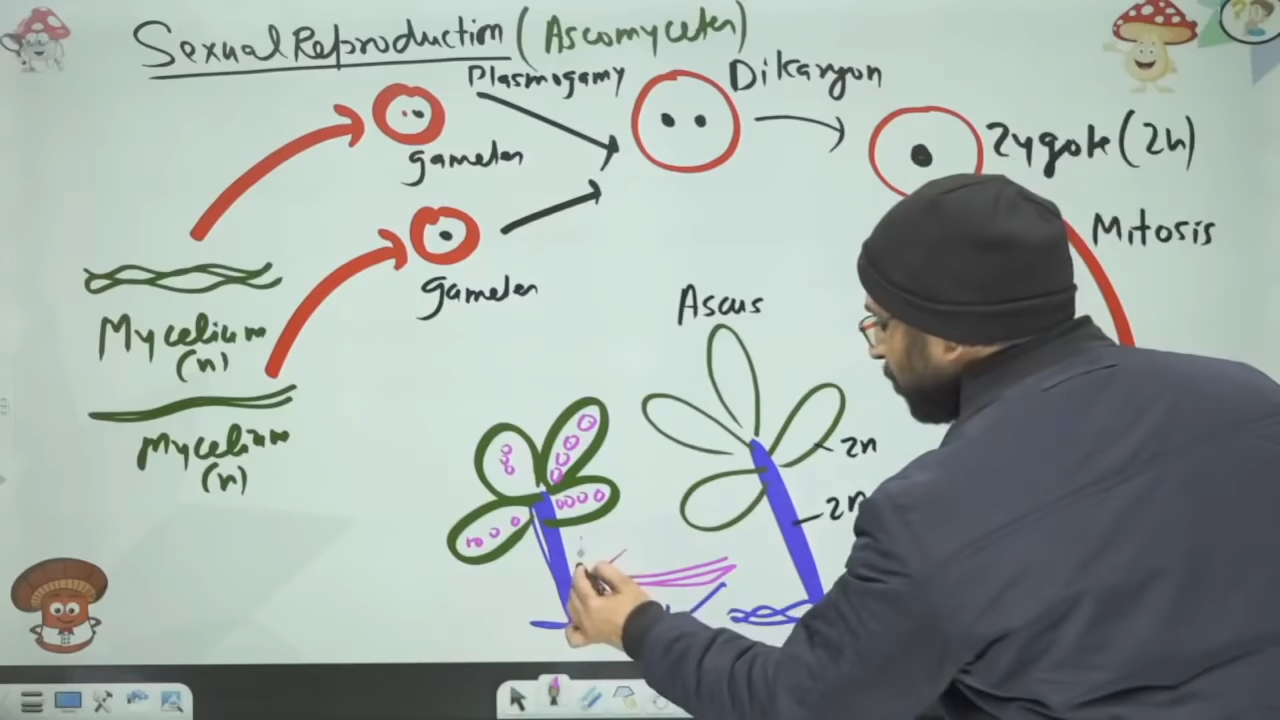 Sexual Reproduction (Ascomycetes)
Plasmogamy
Dikaryon
gametes
Zygote (2n)
gametes
Mitosis
Mycelium
(n)
Ascus
Mycelium
(n)
2n
2n